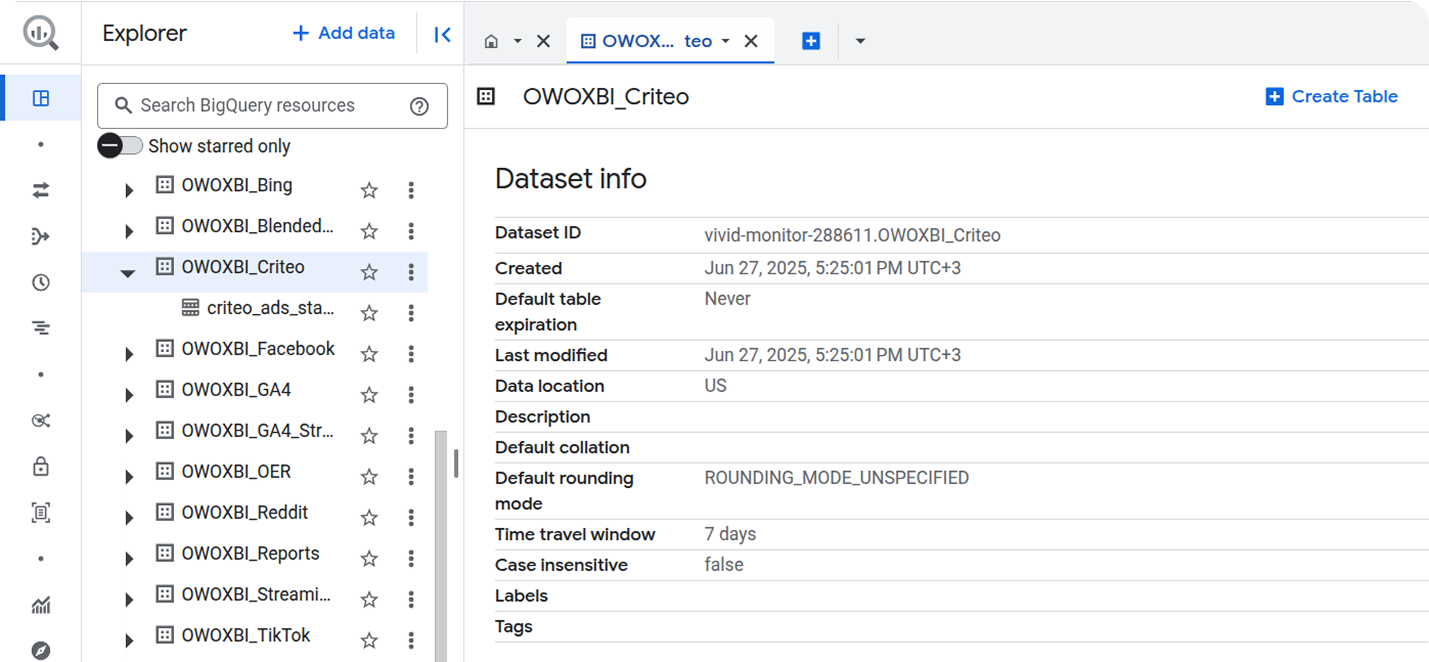 Explorer
Add data
Search BigQuery resources
Show starred only
OWOXBI_Bing
OWOXBI_Blended...
OWOXBI_Criteo
criteo_ads_sta...
OWOXBI_Facebook
OWOXBI_GA4
OWOXBI_GA4_Str...
OWOXBI_OER
OWOXBI_Reddit
OWOXBI_Reports
OWOXBI_Streami...
OWOXBI_TikTok
OWOX... teo
OWOXBI_Criteo
Create Table
Dataset info
Dataset ID vivid-monitor-288611.OWOXBI_Criteo
Created Jun 27, 2025, 5:25:01 PM UTC+3
Default table Never
expiration
Last modified Jun 27, 2025, 5:25:01 PM UTC+3
Data location US
Description
Default collation
Default rounding ROUNDING_MODE_UNSPECIFIED
mode
Time travel window 7 days
Case insensitive false
Labels
Tags